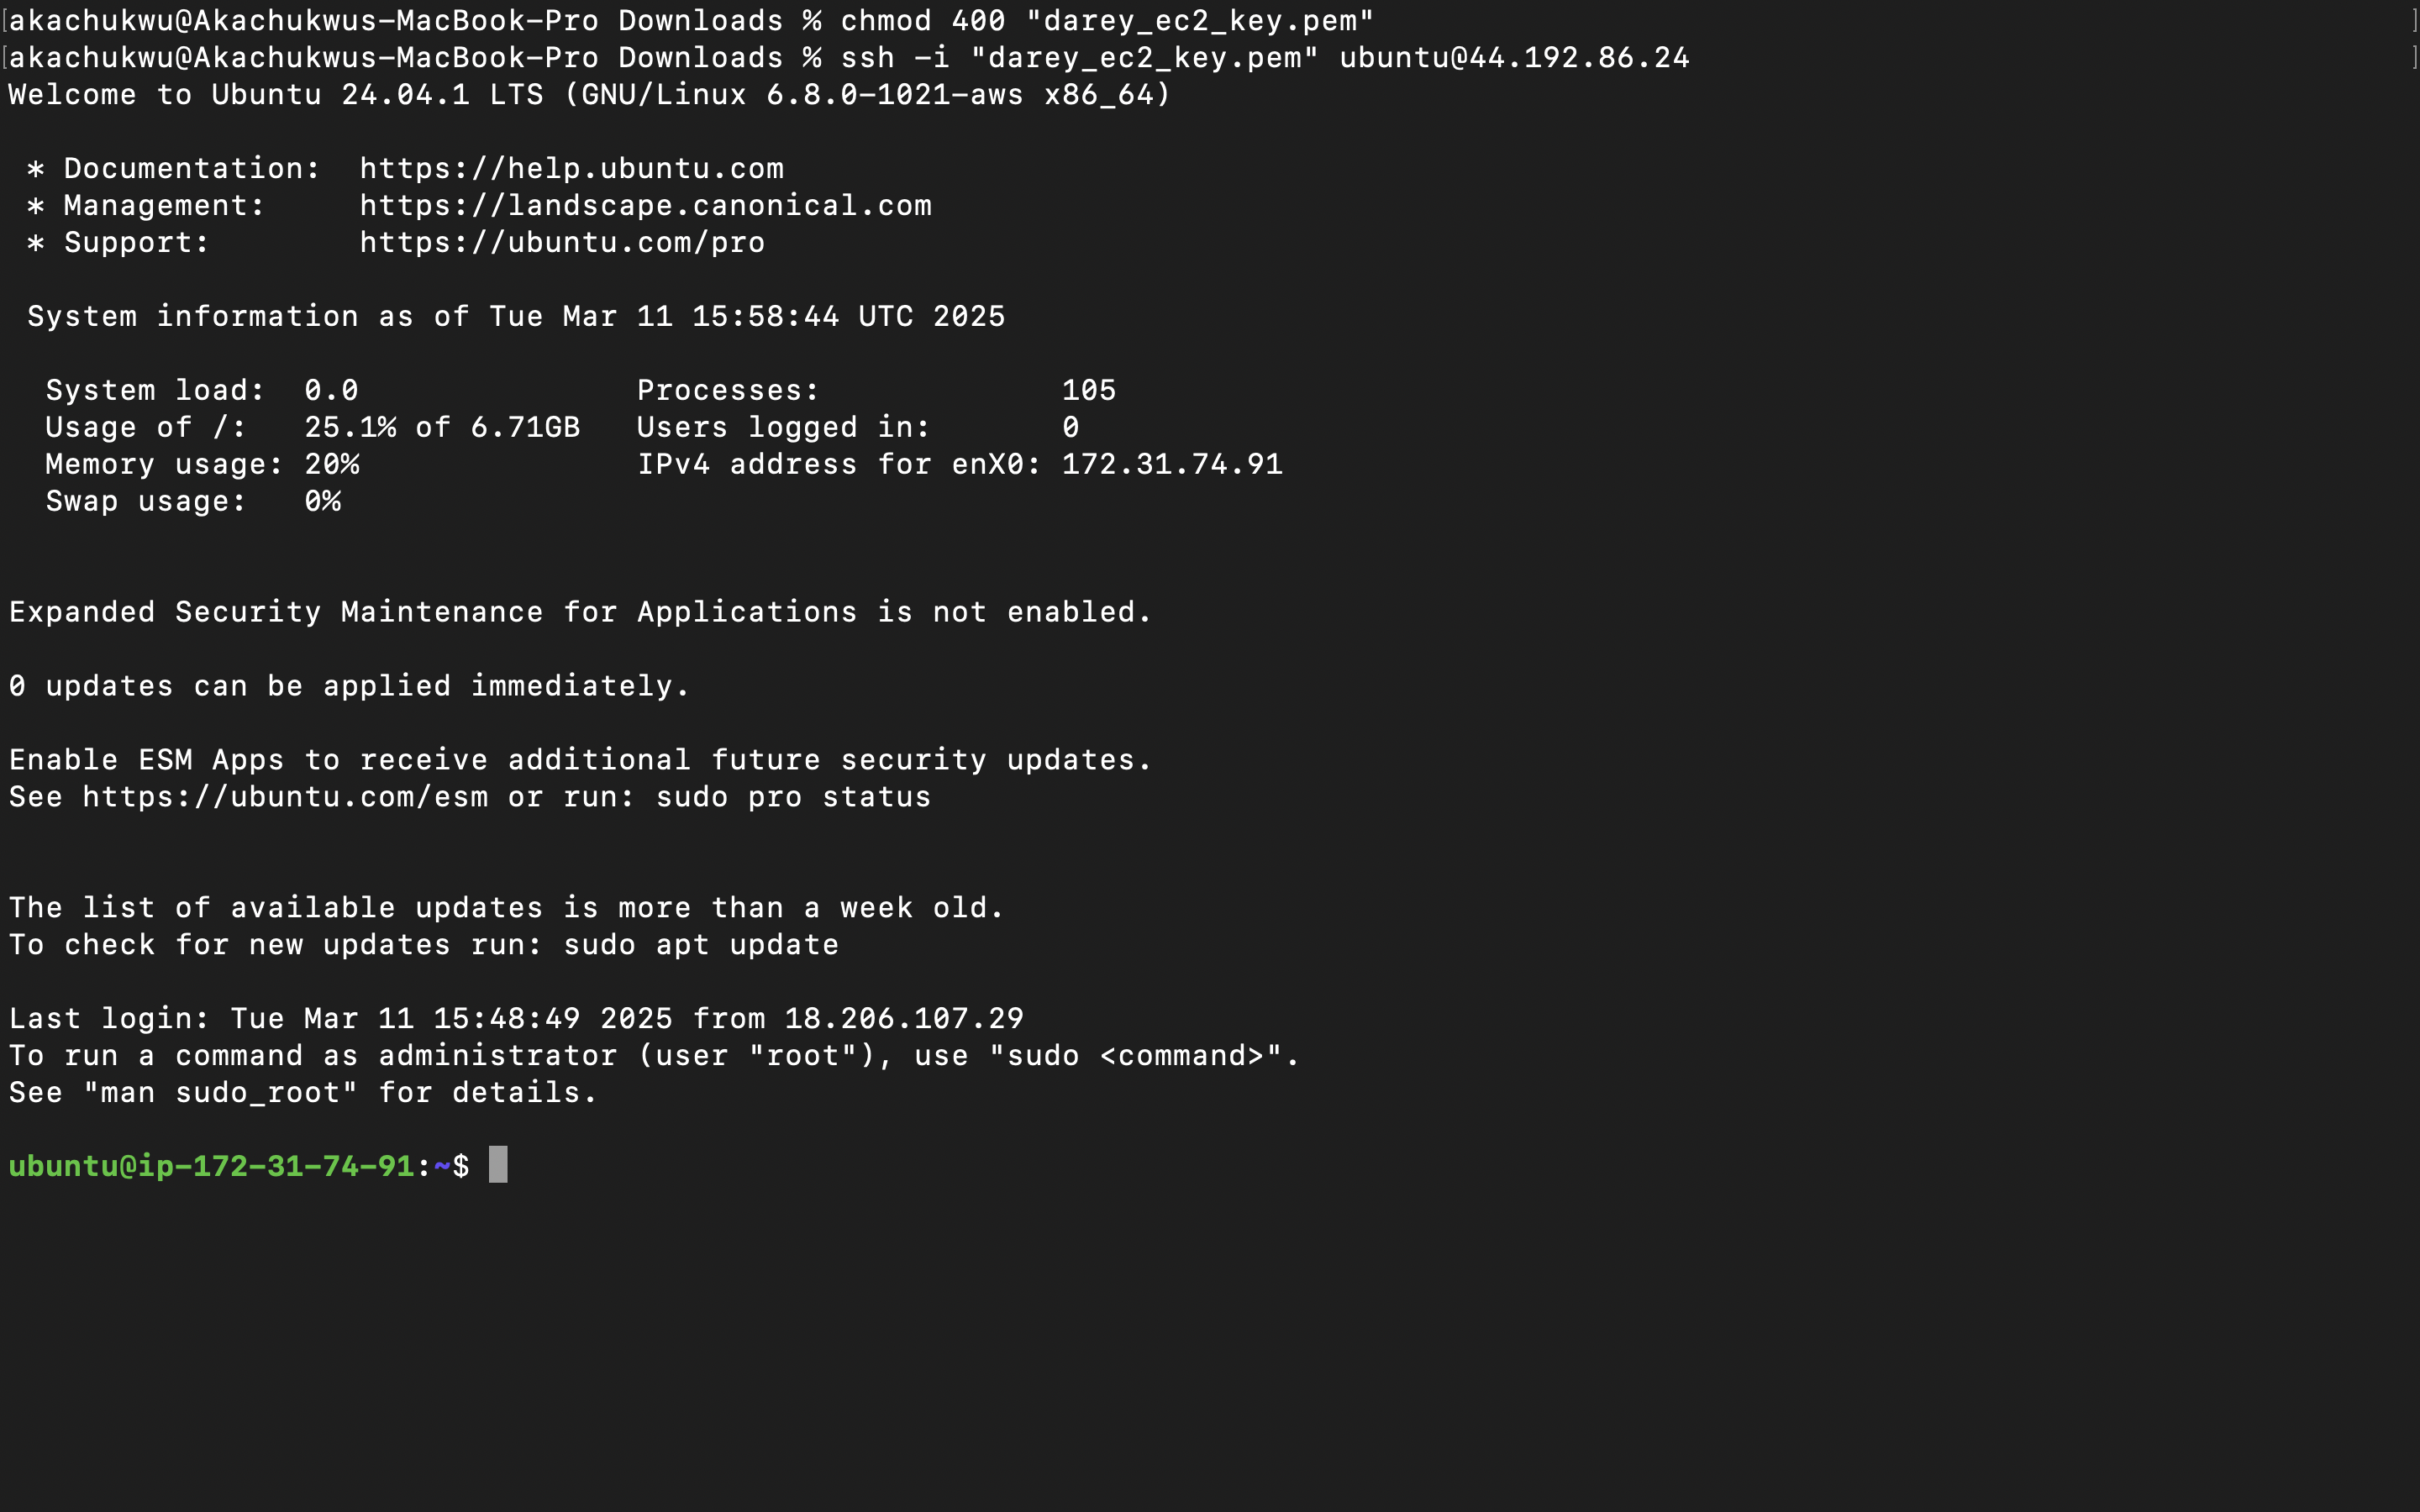 [akachukwu@Akachukwus-MacBook-Pro Downloads % chmod 400 "darey_ec2_key.pem" ]
[akachukwu@Akachukwus-MacBook-Pro Downloads % ssh -i "darey_ec2_key.pem" ubuntu@44.192.86.24 ]
Welcome to Ubuntu 24.04.1 LTS (GNU/Linux 6.8.0-1021-aws x86_64)

 * Documentation:  https://help.ubuntu.com
 * Management:     https://landscape.canonical.com
 * Support:        https://ubuntu.com/pro

 System information as of Tue Mar 11 15:58:44 UTC 2025

  System load:  0.0               Processes:             105
  Usage of /:   25.1% of 6.71GB   Users logged in:       0
  Memory usage: 20%               IPv4 address for enX0: 172.31.74.91
  Swap usage:   0%

Expanded Security Maintenance for Applications is not enabled.

0 updates can be applied immediately.

Enable ESM Apps to receive additional future security updates.
See https://ubuntu.com/esm or run: sudo pro status

The list of available updates is more than a week old.
To check for new updates run: sudo apt update

Last login: Tue Mar 11 15:48:49 2025 from 18.206.107.29
To run a command as administrator (user "root"), use "sudo <command>".
See "man sudo_root" for details.

ubuntu@ip-172-31-74-91:~$